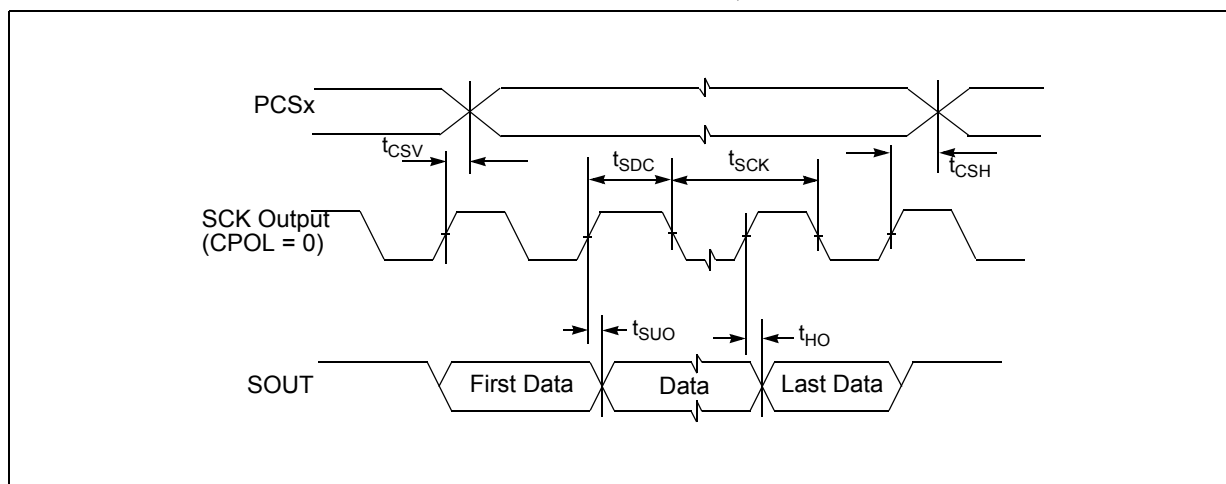 PCSx
tCSV
tSDC
tSCK
tCSH
SCK Output
(CPOL = 0)
tSUO
tHO
SOUT
First Data
Data
Last Data